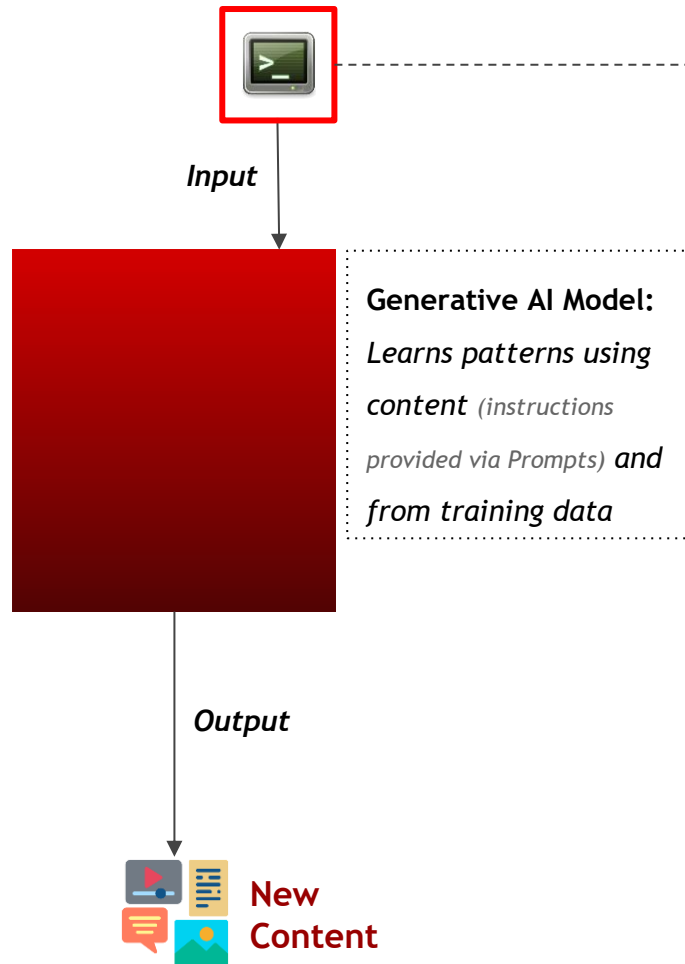 >_
Input
Generative AI Model:
Learns patterns using
content (instructions
provided via Prompts) and
from training data
Output
New
Content